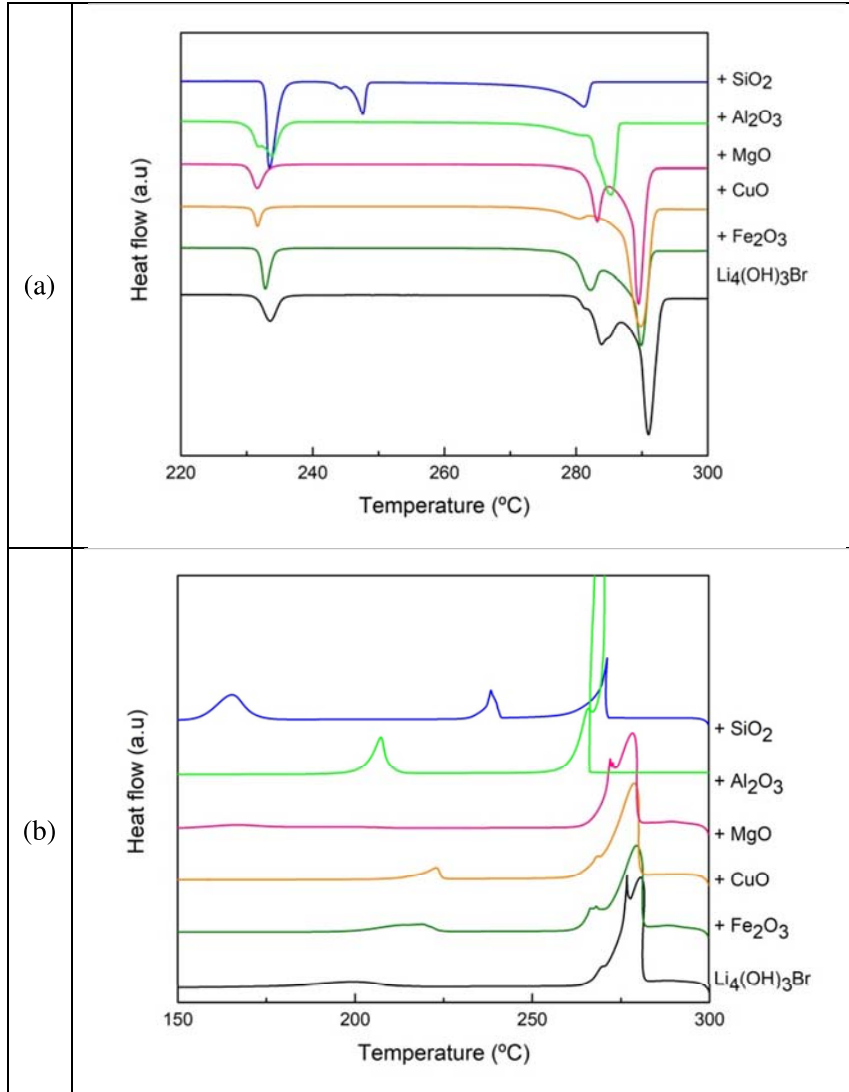 (a)
Heat flow (a.u)
+ SiO2
+ Al2O3
+ MgO
+ CuO
+ Fe2O3
Li4(OH)3Br
220 240 260 280 300
Temperature (ºC)
(b)
Heat flow (a.u)
+ SiO2
+ Al2O3
+ MgO
+ CuO
+ Fe2O3
Li4(OH)3Br
150 200 250 300
Temperature (ºC)